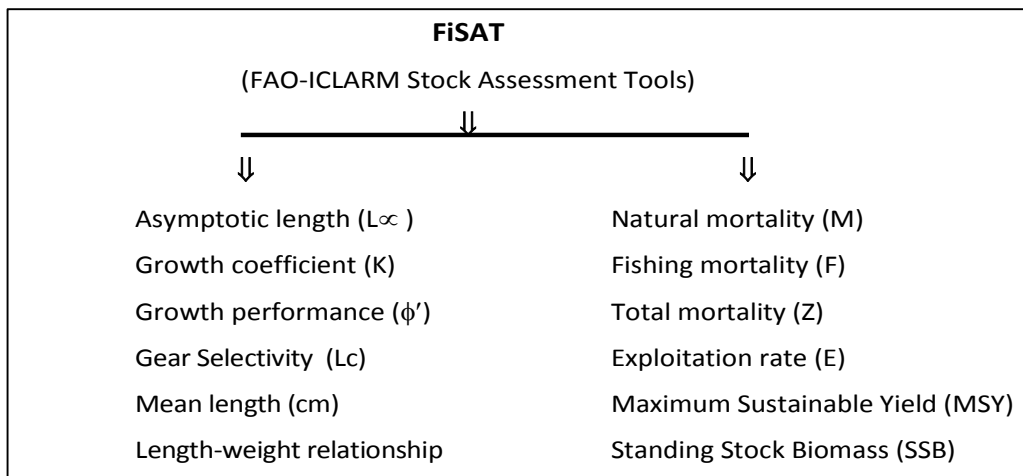 FiSAT
(FAO-ICLARM Stock Assessment Tools)
⇓
⇓ ⇓
Asymptotic length (L∝ )
Growth coefficient (K)
Growth performance (ϕ′)
Gear Selectivity (Lc)
Mean length (cm)
Length-weight relationship
Natural mortality (M)
Fishing mortality (F)
Total mortality (Z)
Exploitation rate (E)
Maximum Sustainable Yield (MSY)
Standing Stock Biomass (SSB)